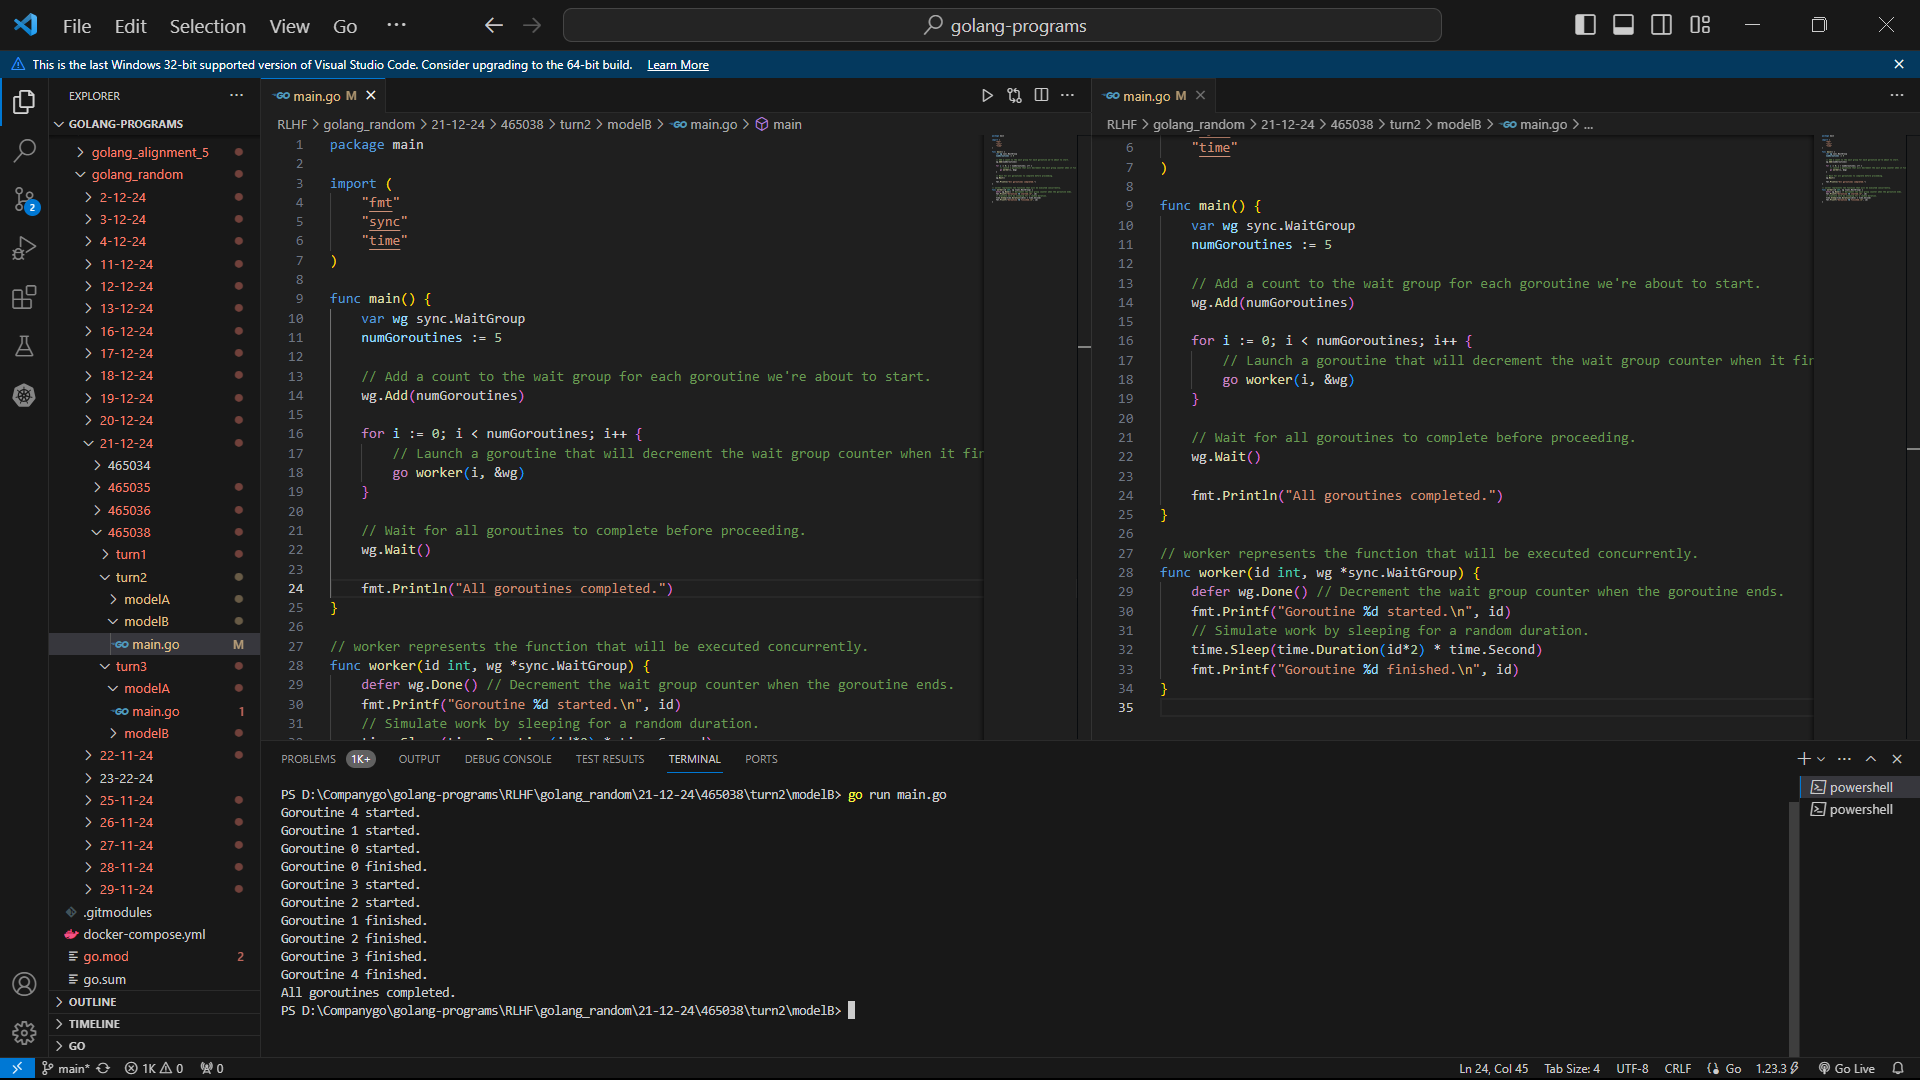 File Edit Selection View Go ···
golang-programs
This is the last Windows 32-bit supported version of Visual Studio Code. Consider upgrading to the 64-bit build. Learn More
EXPLORER
GOLANG-PROGRAMS
golang_alignment_5
golang_random
2-12-24
3-12-24
4-12-24
11-12-24
12-12-24
13-12-24
16-12-24
17-12-24
18-12-24
19-12-24
20-12-24
21-12-24
465034
465035
465036
465038
turn1
turn2
modelA
modelB
main.go M
turn3
modelA
main.go 1
modelB
22-11-24
23-22-24
25-11-24
26-11-24
27-11-24
28-11-24
29-11-24
.gitmodules
docker-compose.yml
go.mod 2
go.sum
OUTLINE
TIMELINE
GO
2
main.go M
RLHF > golang_random > 21-12-24 > 465038 > turn2 > modelB > main.go > main
1 package main
2
3 import (
4 "fmt"
5 "sync"
6 "time"
7 )
8
9 func main() {
10 var wg sync.WaitGroup
11 numGoroutines := 5
12
13 // Add a count to the wait group for each goroutine we're about to start.
14 wg.Add(numGoroutines)
15
16 for i := 0; i < numGoroutines; i++ {
17 // Launch a goroutine that will decrement the wait group counter when it fin
18 go worker(i, &wg)
19 }
20
21 // Wait for all goroutines to complete before proceeding.
22 wg.Wait()
23
24 fmt.Println("All goroutines completed.")
25 }
26
27 // worker represents the function that will be executed concurrently.
28 func worker(id int, wg *sync.WaitGroup) {
29 defer wg.Done() // Decrement the wait group counter when the goroutine ends.
30 fmt.Printf("Goroutine %d started.\n", id)
31 // Simulate work by sleeping for a random duration.
main.go M
RLHF > golang_random > 21-12-24 > 465038 > turn2 > modelB > main.go > ...
6 "time"
7 )
8
9 func main() {
10 var wg sync.WaitGroup
11 numGoroutines := 5
12
13 // Add a count to the wait group for each goroutine we're about to start.
14 wg.Add(numGoroutines)
15
16 for i := 0; i < numGoroutines; i++ {
17 // Launch a goroutine that will decrement the wait group counter when it fin
18 go worker(i, &wg)
19 }
20
21 // Wait for all goroutines to complete before proceeding.
22 wg.Wait()
23
24 fmt.Println("All goroutines completed.")
25 }
26
27 // worker represents the function that will be executed concurrently.
28 func worker(id int, wg *sync.WaitGroup) {
29 defer wg.Done() // Decrement the wait group counter when the goroutine ends.
30 fmt.Printf("Goroutine %d started.\n", id)
31 // Simulate work by sleeping for a random duration.
32 time.Sleep(time.Duration(id*2) * time.Second)
33 fmt.Printf("Goroutine %d finished.\n", id)
34 }
35
PROBLEMS 1K+ OUTPUT DEBUG CONSOLE TEST RESULTS TERMINAL PORTS
PS D:\Companygo\golang-programs\RLHF\golang_random\21-12-24\465038\turn2\modelB> go run main.go
Goroutine 4 started.
Goroutine 1 started.
Goroutine 0 started.
Goroutine 0 finished.
Goroutine 3 started.
Goroutine 2 started.
Goroutine 1 finished.
Goroutine 2 finished.
Goroutine 3 finished.
Goroutine 4 finished.
All goroutines completed.
PS D:\Companygo\golang-programs\RLHF\golang_random\21-12-24\465038\turn2\modelB>
powershell
powershell
main* 1K 0 0 Ln 24, Col 45 Tab Size: 4 UTF-8 CRLF Go 1.23.3 Go Live